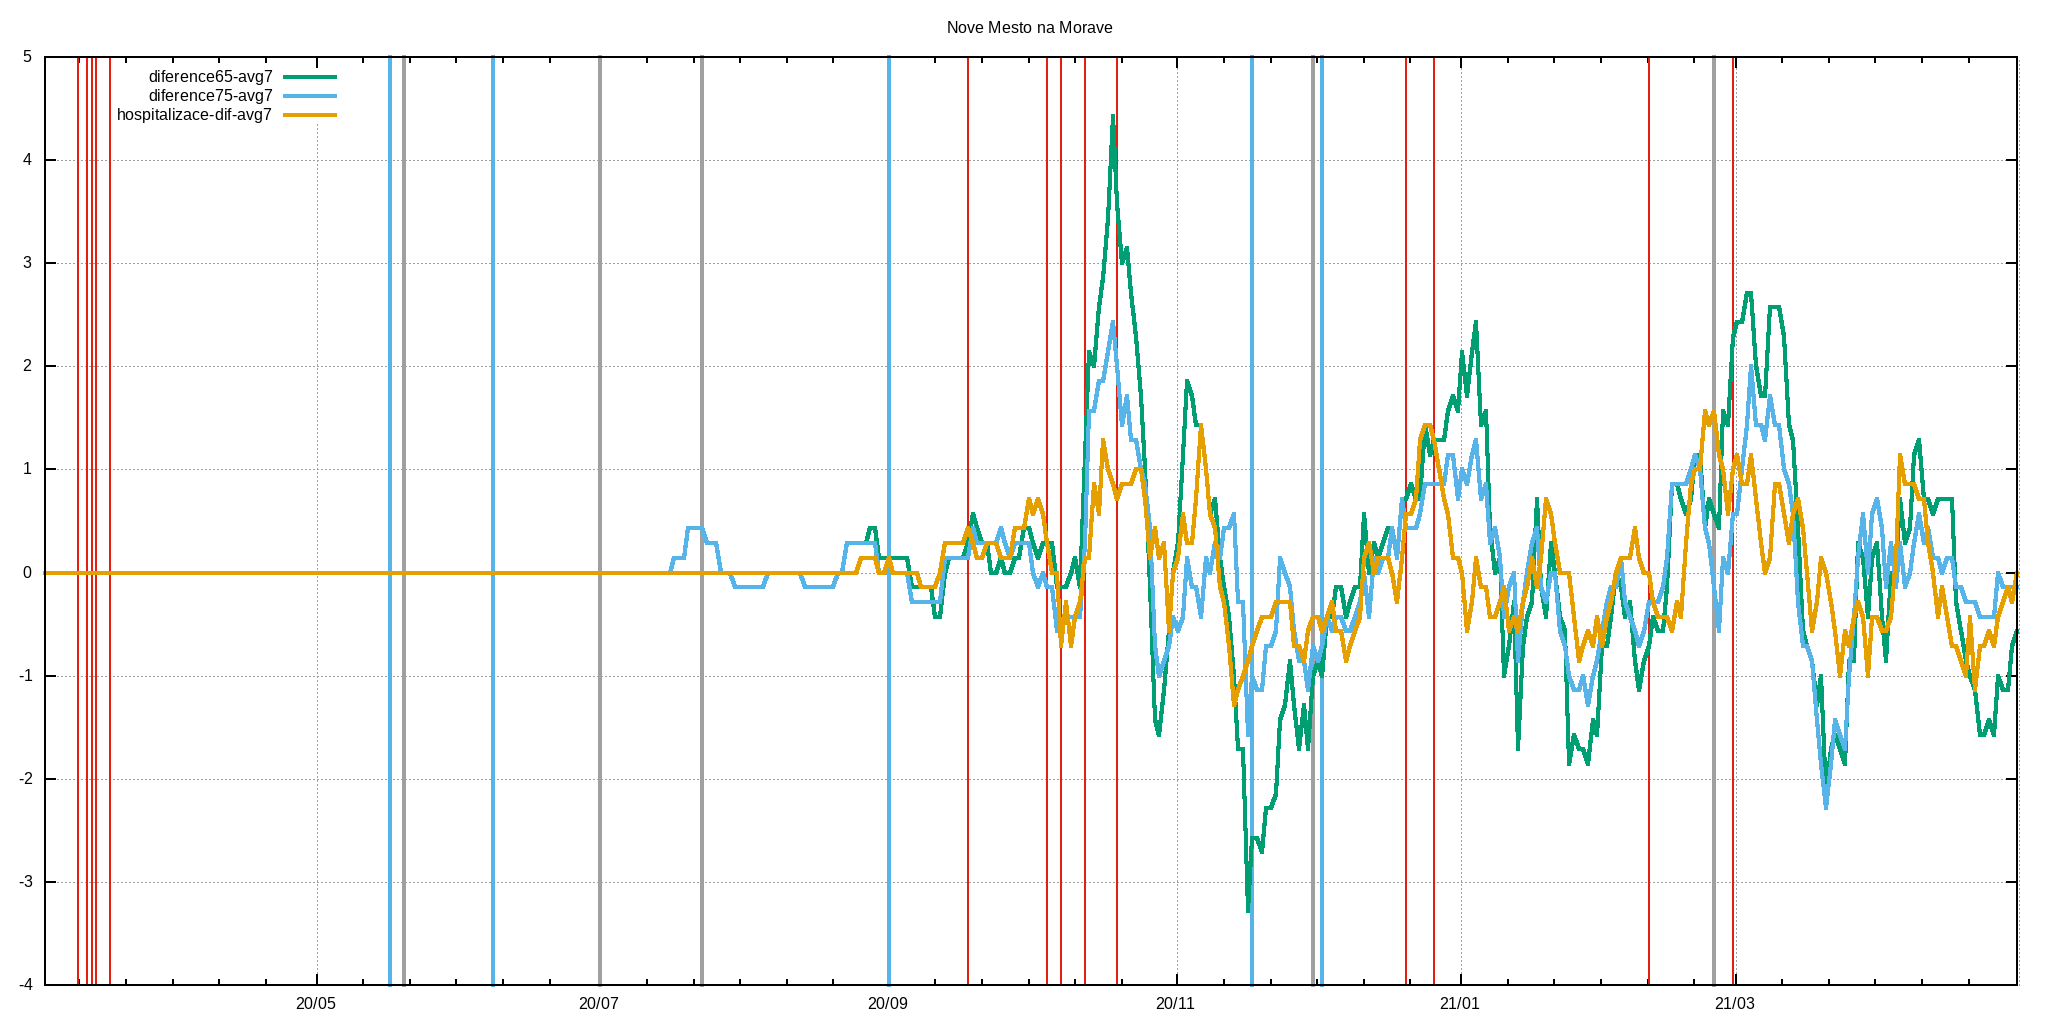 Nove Mesto na Morave
5
diference65-avg7
diference75-avg7
hospitalizace-dif-avg7
4
3
2
1
0
-1
-2
-3
-4
20/05 20/07 20/09 20/11 21/01 21/03